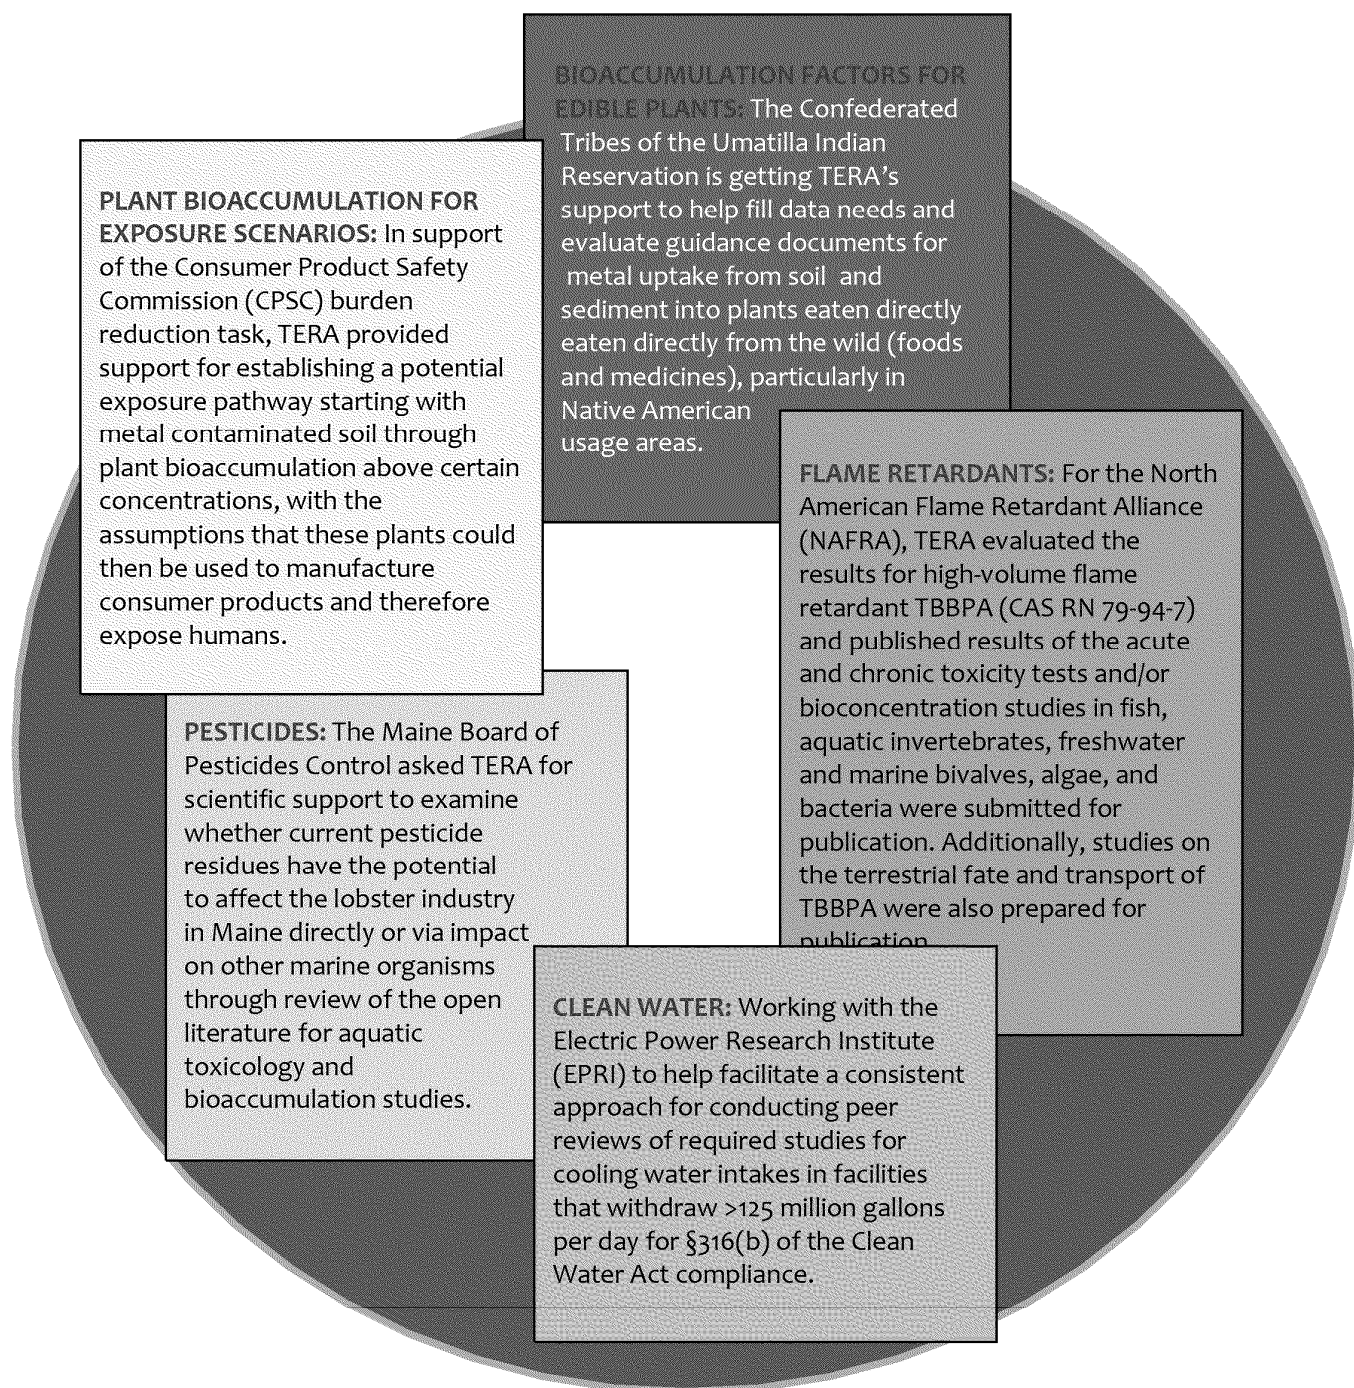 BIOACCUMULATION FACTORS FOR
EDIBLE PLANTS: The Confederated
Tribes of the Umatilla Indian
Reservation is getting TERA’s
support to help fill data needs and
evaluate guidance documents for
metal uptake from soil and
sediment into plants eaten directly
eaten directly from the wild (foods
and medicines), particularly in
Native American
usage areas.
PLANT BIOACCUMULATION FOR
EXPOSURE SCENARIOS: In support
of the Consumer Product Safety
Commission (CPSC) burden
reduction task, TERA provided
support for establishing a potential
exposure pathway starting with
metal contaminated soil through
plant bioaccumulation above certain
concentrations, with the
assumptions that these plants could
then be used to manufacture
consumer products and therefore
expose humans.
FLAME RETARDANTS: For the North
American Flame Retardant Alliance
(NAFRA), TERA evaluated the
results for high-volume flame
retardant TBBPA (CAS RN 79-94-7)
and published results of the acute
and chronic toxicity tests and/or
bioconcentration studies in fish,
aquatic invertebrates, freshwater
and marine bivalves, algae, and
bacteria were submitted for
publication. Additionally, studies on
the terrestrial fate and transport of
TBBPA were also prepared for
publication
PESTICIDES: The Maine Board of
Pesticides Control asked TERA for
scientific support to examine
whether current pesticide
residues have the potential
to affect the lobster industry
in Maine directly or via impact
on other marine organisms
through review of the open
literature for aquatic
toxicology and
bioaccumulation studies.
CLEAN WATER: Working with the
Electric Power Research Institute
(EPRI) to help facilitate a consistent
approach for conducting peer
reviews of required studies for
cooling water intakes in facilities
that withdraw >125 million gallons
per day for §316(b) of the Clean
Water Act compliance.